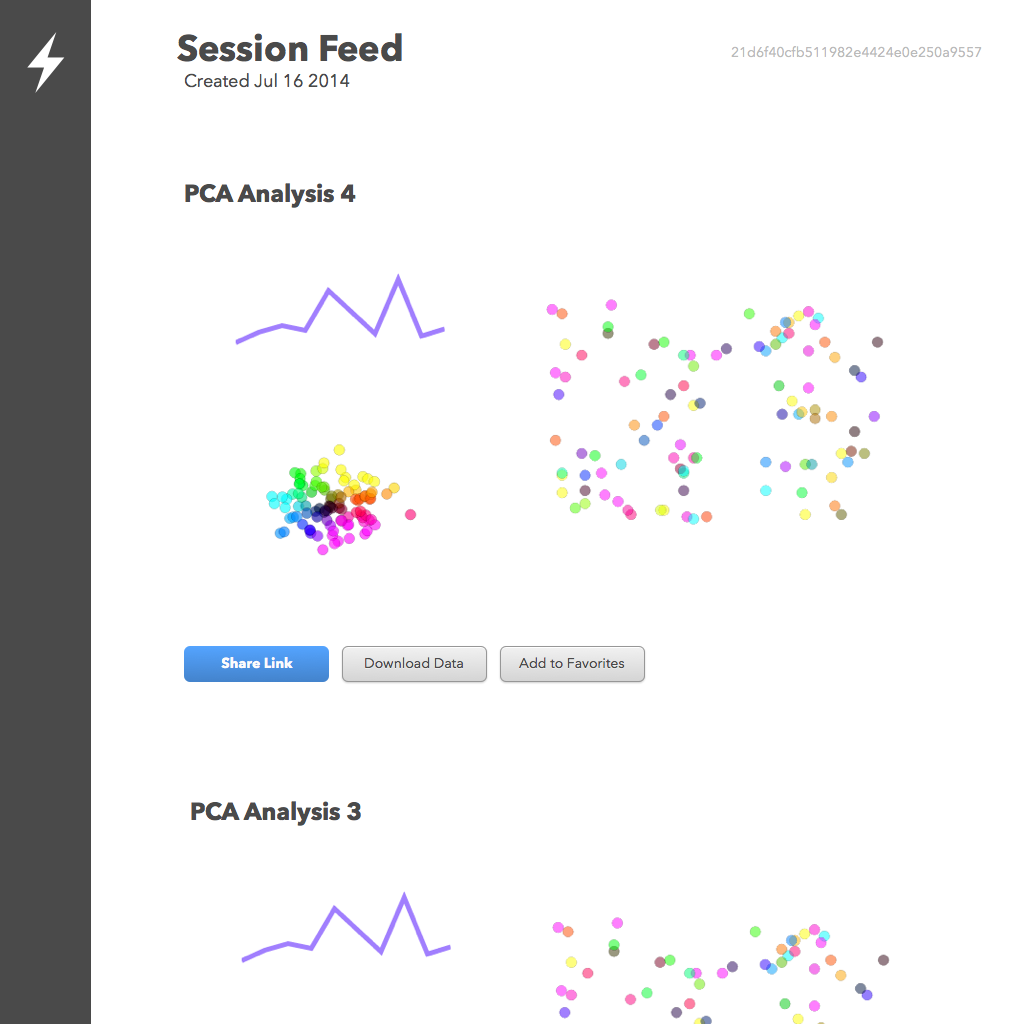 Session Feed
21d6f40cfb511982e4424e0e250a9557
Created Jul 16 2014
PCA Analysis 4
Share Link
Download Data
Add to Favorites
PCA Analysis 3